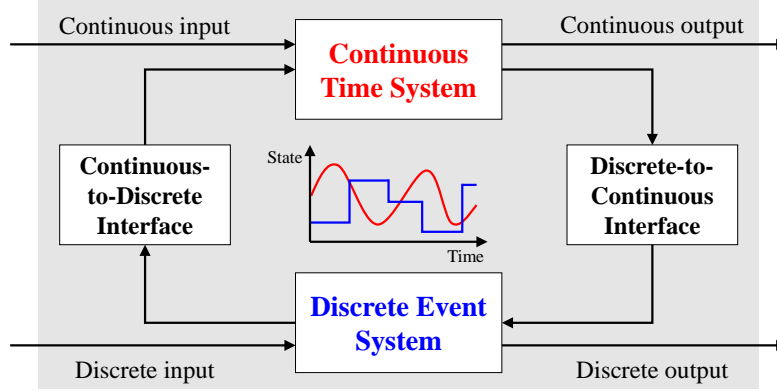 Continuous input
Continuous output
Continuous
Time System
Continuous-
to-Discrete
Interface
State
Time
Discrete-to-
Continuous
Interface
Discrete Event
System
Discrete input
Discrete output